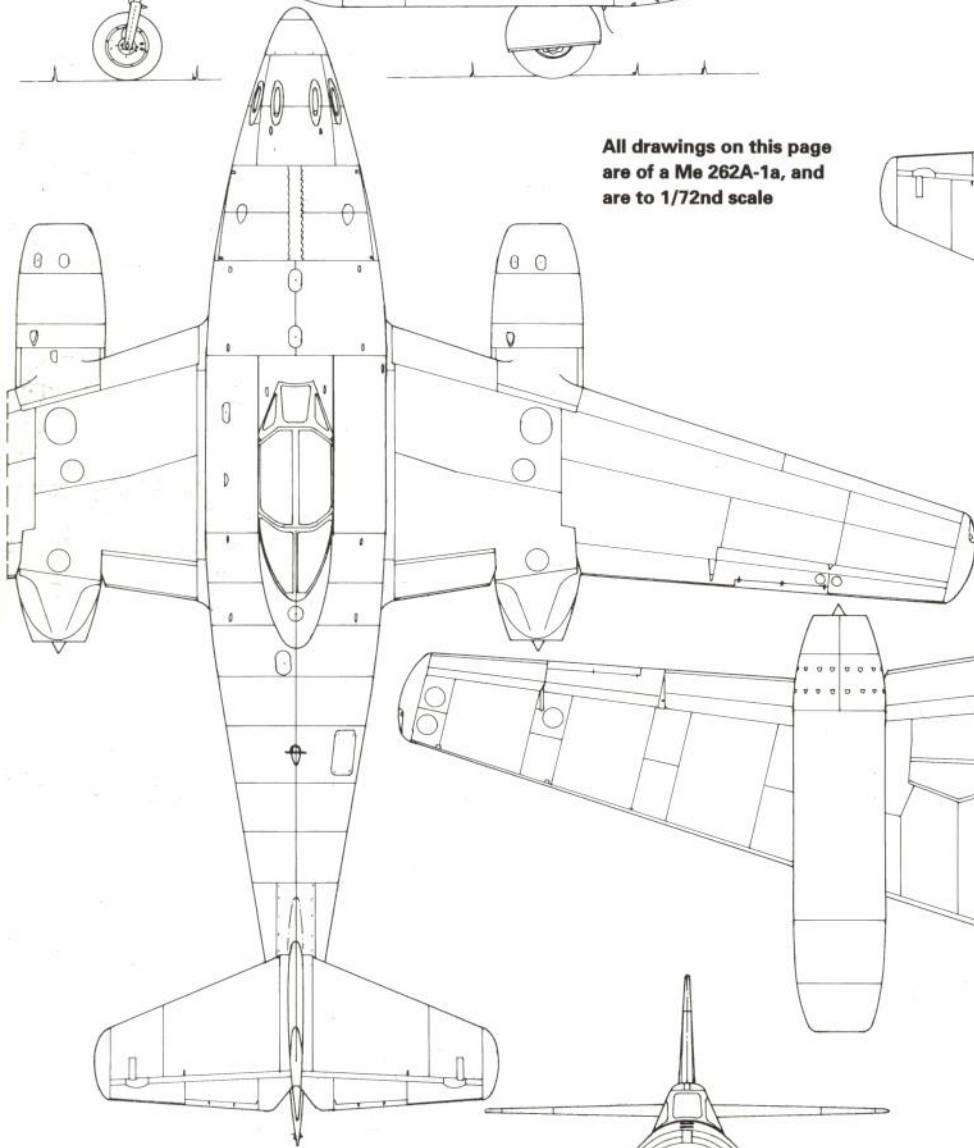 All drawings on this page
are of a Me 262A-1a, and
are to 1/72nd scale